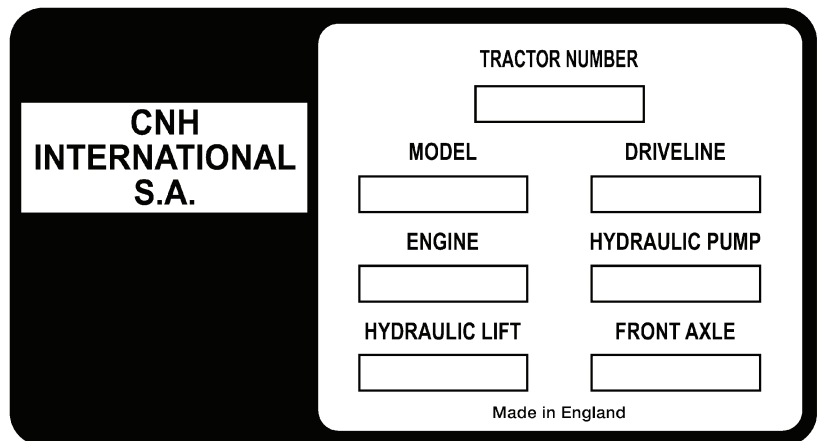 CNH
INTERNATIONAL
S.A.
TRACTOR NUMBER
MODEL
DRIVELINE
ENGINE
HYDRAULIC PUMP
HYDRAULIC LIFT
FRONT AXLE
Made in England